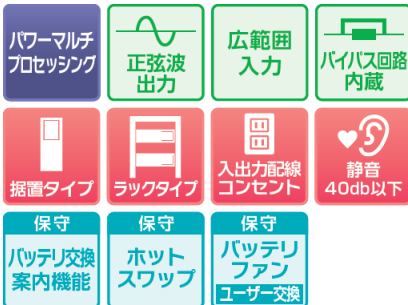 パワーマルチ
プロセッシング
正弦波
出力
広範囲
入力
バイパス回路
内蔵
据置タイプ
ラックタイプ
入出力配線
コンセント
静音
40db以下
保守
バッテリ交換
案内機能
保守
ホット
スワップ
保守
バッテリ
ファン
ユーザー交換